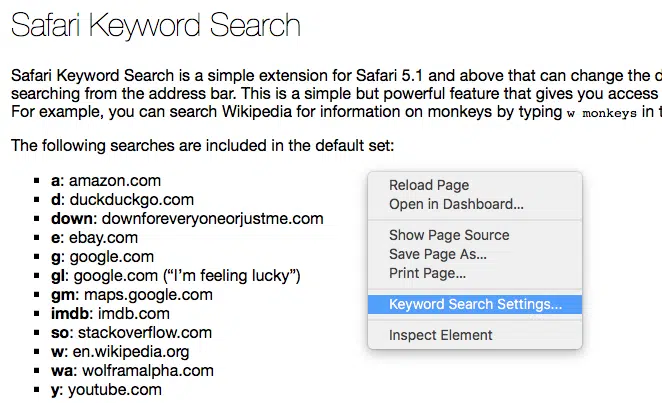 Safari Keyword Search
Safari Keyword Search is a simple extension for Safari 5.1 and above that can change the
searching from the address bar. This is a simple but powerful feature that gives you access
For example, you can search Wikipedia for information on monkeys by typing w monkeys in
The following searches are included in the default set:
a: amazon.com
d: duckduckgo.com
down: downforeveryoneorjustme.com
e: ebay.com
g: google.com
gl: google.com (“I’m feeling lucky”)
gm: maps.google.com
imdb: imdb.com
so: stackoverflow.com
w: en.wikipedia.org
wa: wolframalpha.com
y: youtube.com
Reload Page
Open in Dashboard...
Show Page Source
Save Page As...
Print Page...
Keyword Search Settings...
Inspect Element